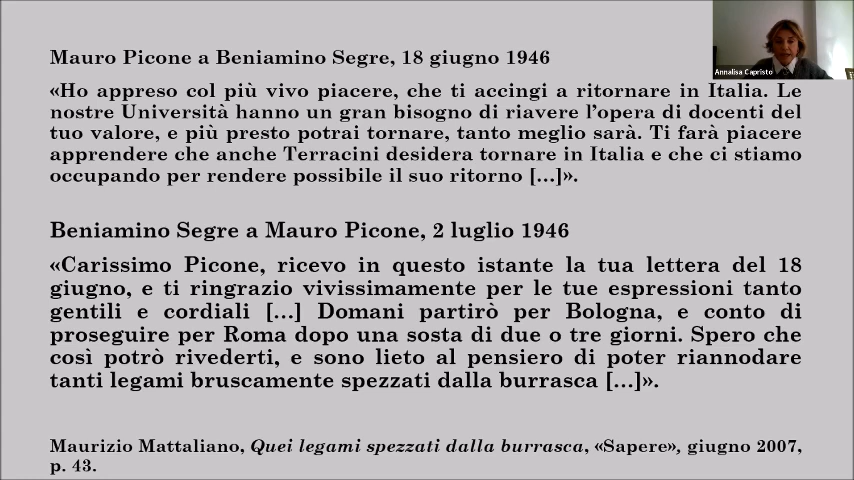 Mauro Picone a Beniamino Segre, 18 giugno 1946
Annalisa Capristo
«Ho appreso col più vivo piacere, che ti accingi a ritornare in Italia. Le
nostre Università hanno un gran bisogno di riavere l’opera di docenti del
tuo valore, e più presto potrai tornare, tanto meglio sarà. Ti farà piacere
apprendere che anche Terracini desidera tornare in Italia e che ci stiamo
occupando per rendere possibile il suo ritorno [...]».
Beniamino Segre a Mauro Picone, 2 luglio 1946
«Carissimo Picone, ricevo in questo istante la tua lettera del 18
giugno, e ti ringrazio vivissimamente per le tue espressioni tanto
gentili e cordiali [...] Domani partirò per Bologna, e conto di
proseguire per Roma dopo una sosta di due o tre giorni. Spero che
così potrò rivederti, e sono lieto al pensiero di poter riannodare
tanti legami bruscamente spezzati dalla burrasca [...]».
Maurizio Mattaliano, Quei legami spezzati dalla burrasca, «Sapere», giugno 2007,
p. 43.